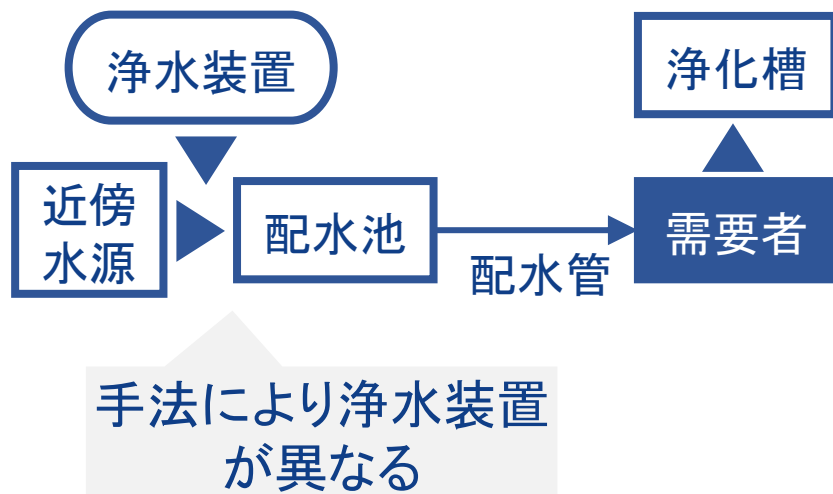 浄水装置
浄化槽
近傍
水源
配水池
配水管
需要者
手法により浄水装置
が異なる